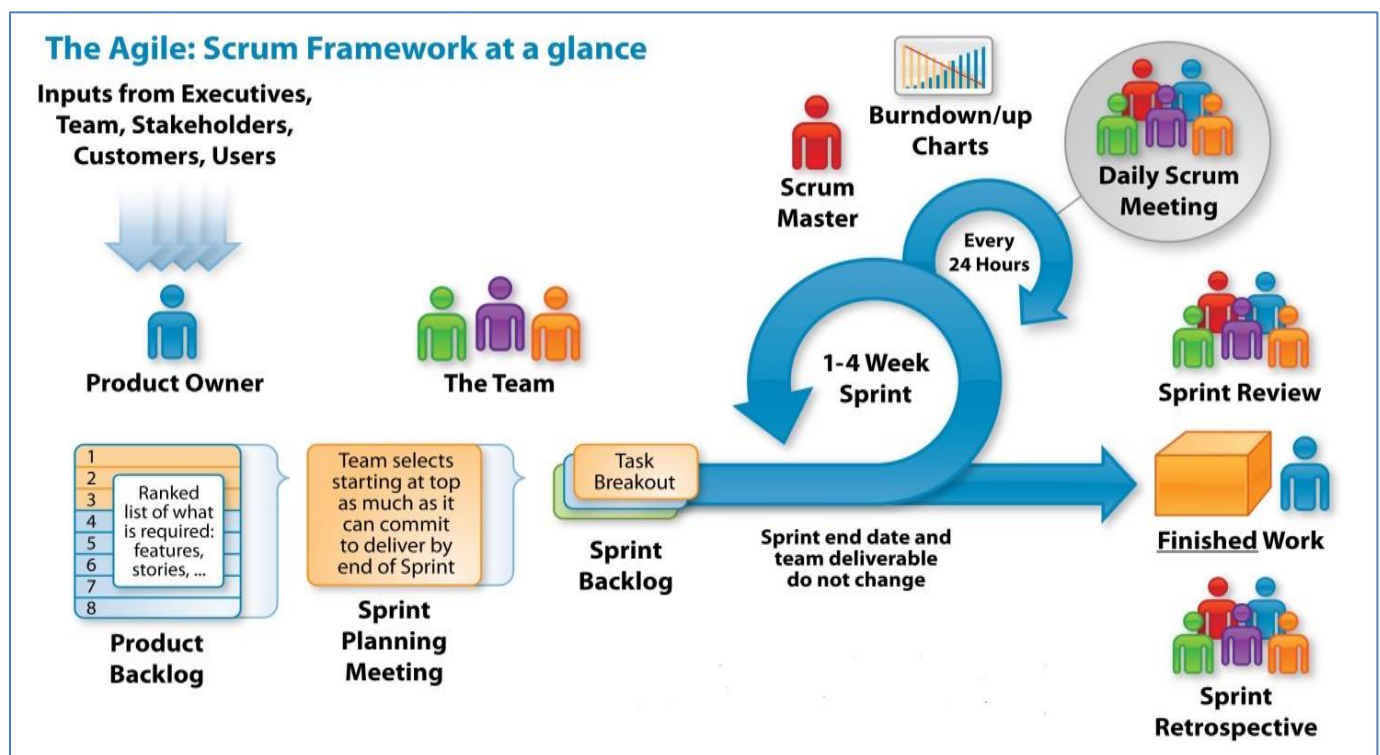 The Agile: Scrum Framework at a glance
Inputs from Executives,
Team, Stakeholders,
Customers, Users
Product Owner
The Team
Scrum
Master
Burndown/up
Charts
Daily Scrum
Meeting
Every
24 Hours
1-4 Week
Sprint
Sprint Review
1
2
3
4
5
6
7
8
Ranked
list of what
is required:
features,
stories, ...
Product
Backlog
Team selects
starting at top
as much as it
can commit
to deliver by
end of Sprint
Sprint
Planning
Meeting
Task
Breakout
Sprint
Backlog
Sprint end date and
team deliverable
do not change
Finished Work
Sprint
Retrospective